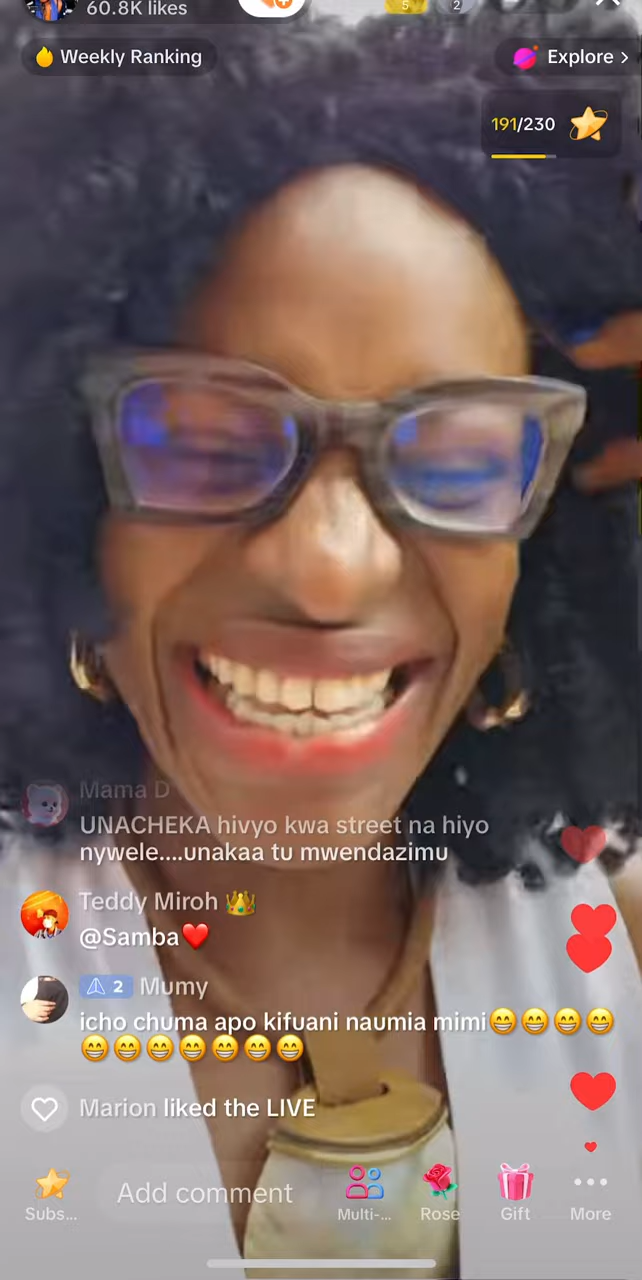 60.8K likes
5
2
Weekly Ranking
Explore >
191/230
Mama D
UNACHEKA hivyo kwa street na hiyo
nywele....unakaa tu mwendazimu
Teddy Miroh 👑
@Samba❤️
2 Mumy
icho chuma apo kifuani naumia mimi😁😁😁😁
😁😁😁😁😁😁😁
Marion liked the LIVE
Add comment
Subs...
Multi-...
Rose
Gift
More